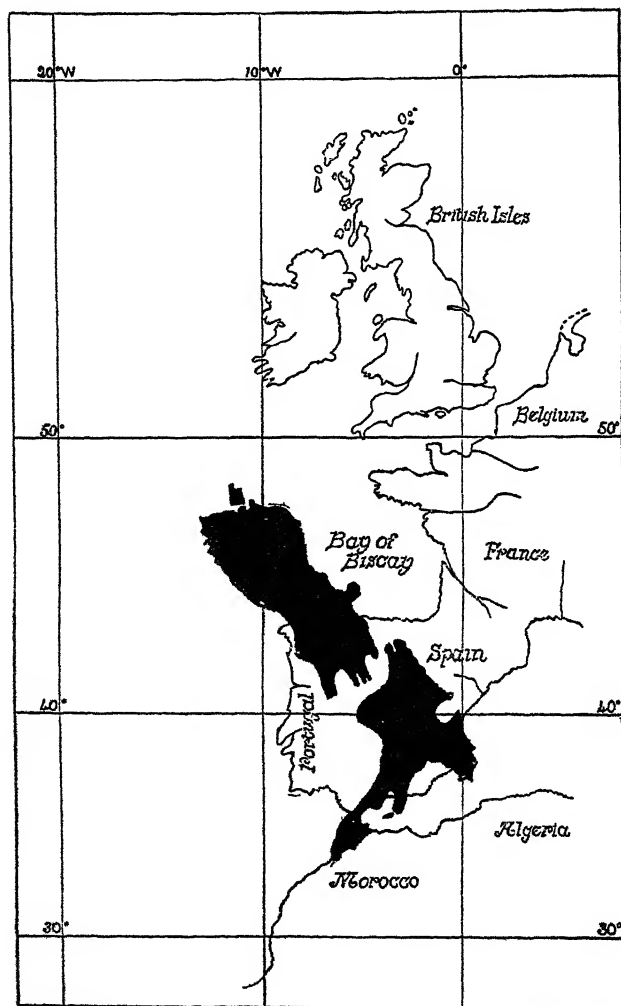 20°W
10°W
0°
British Isles
Belgium
50°
50°
Bay of
Biscay
France
Spain
Portugal
40°
40°
Algeria
Morocco
30°
30°